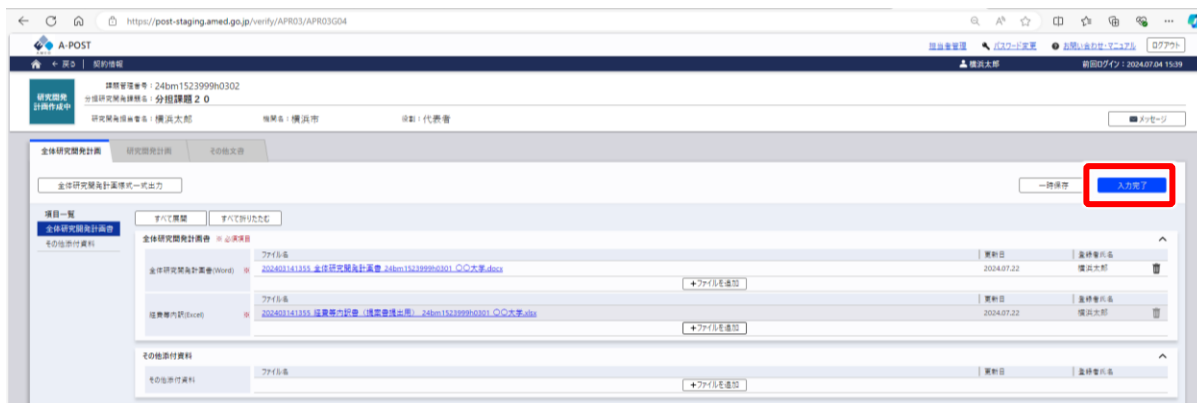 https://post-staging.amed.go.jp/verify/APR03/APR03G04
A-POST 担当者管理 パスワード変更 お問い合わせ・マニュアル ログアウト
戻る 契約情報 横浜太郎 前回ログイン：2024.07.04 15:39
研究開発
計画作成中
課題管理番号：24bm1523999h0302
分担研究開発課題名：分担課題２０
研究開発担当者名：横浜太郎 機関名：横浜市 役割：代表者 メッセージ
全体研究開発計画 研究開発計画 その他文書
全体研究開発計画様式一式出力 一時保存 入力完了
項目一覧
全体研究開発計画書
その他添付資料
すべて展開 すべて折りたたむ
全体研究開発計画書 ※ 必須項目
ファイル名 更新日 登録者氏名
全体研究開発計画書(Word) ※ 202403141355_全体研究開発計画書_24bm1523999h0301_〇〇大学.docx 2024.07.22 横浜太郎
+ファイルを追加
ファイル名 更新日 登録者氏名
経費等内訳(Excel) ※ 202403141355_経費等内訳書（提案書提出用）_24bm1523999h0301_〇〇大学.xlsx 2024.07.22 横浜太郎
+ファイルを追加
その他添付資料
ファイル名 更新日 登録者氏名
その他添付資料
+ファイルを追加